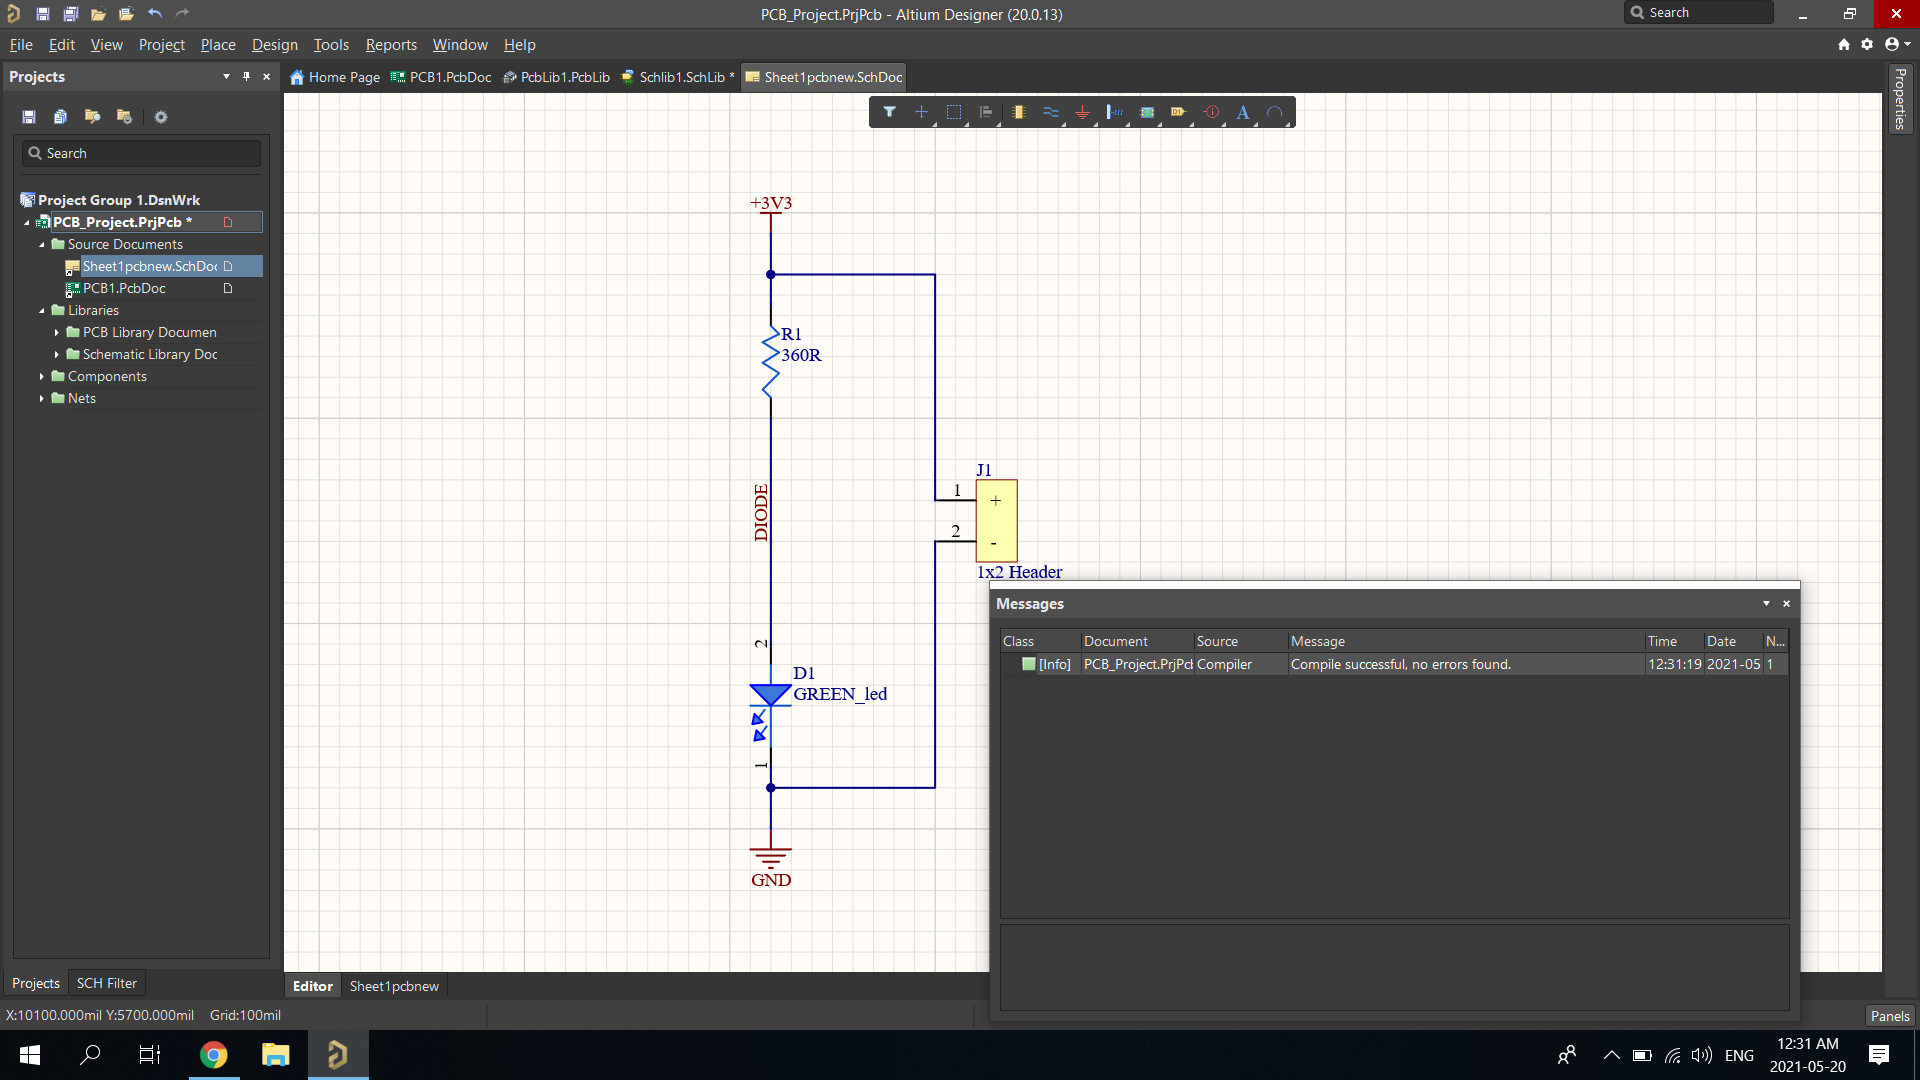 PCB_Project.PrjPcb - Altium Designer (20.0.13)
Search
File Edit View Project Place Design Tools Reports Window Help
Projects
Home Page PCB1.PcbDoc PcbLib1.PcbLib Schlib1.SchLib * Sheet1pcbnew.SchDoc
Properties
Search
Project Group 1.DsnWrk
PCB_Project.PrjPcb *
Source Documents
Sheet1pcbnew.SchDoc
PCB1.PcbDoc
Libraries
PCB Library Documen
Schematic Library Doc
Components
Nets
+3V3
R1
360R
DIODE
J1
1 +
2 -
1x2 Header
2
D1
GREEN_led
1
GND
Messages
Class Document Source Message Time Date N...
[Info] PCB_Project.PrjPcb Compiler Compile successful, no errors found. 12:31:19 2021-05 1
Projects SCH Filter
Editor Sheet1pcbnew
X:10100.000mil Y:5700.000mil Grid:100mil
Panels
ENG
12:31 AM
2021-05-20